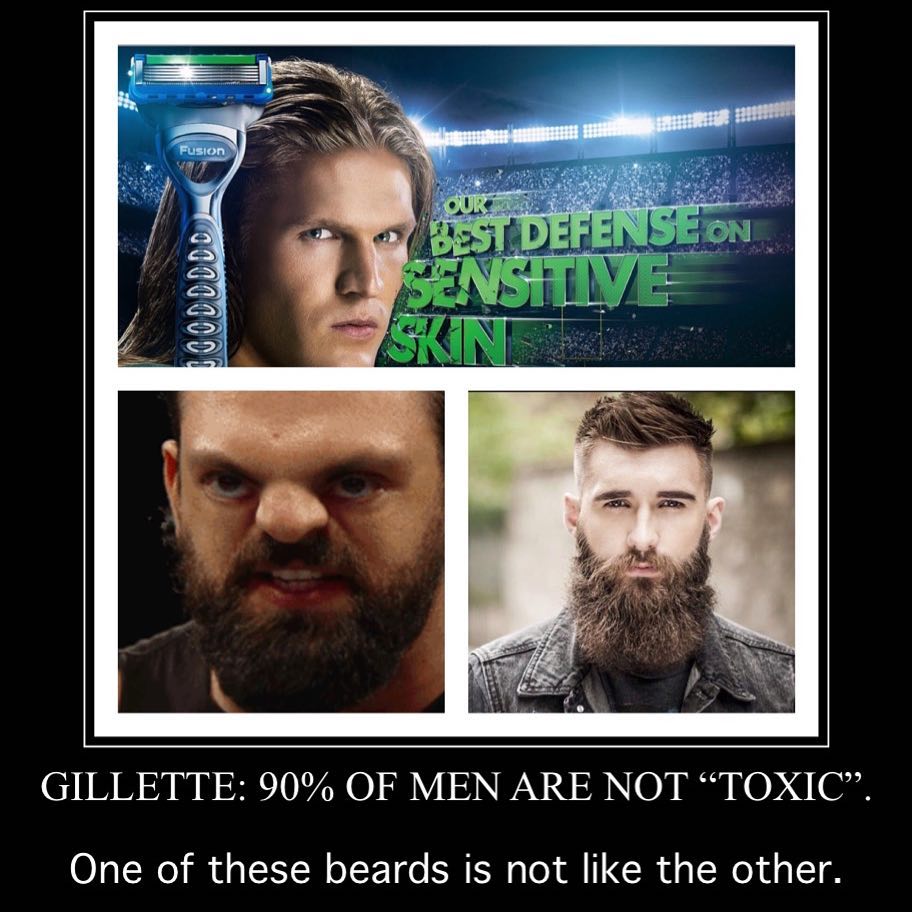 Fusion
OUR
BEST DEFENSE ON
SENSITIVE
SKIN
GILLETTE: 90% OF MEN ARE NOT “TOXIC”.
One of these beards is not like the other.